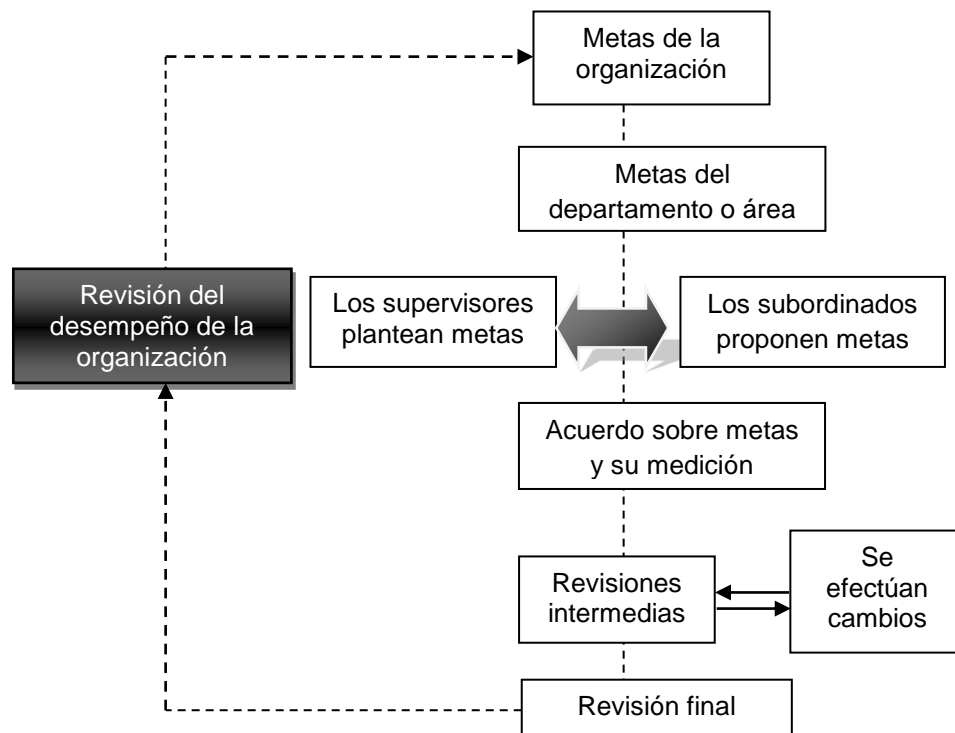 Metas de la
organización
Metas del
departamento o área
Revisión del
desempeño de la
organización
Los supervisores
plantean metas
Los subordinados
proponen metas
Acuerdo sobre metas
y su medición
Revisiones
intermedias
Se
efectúan
cambios
Revisión final